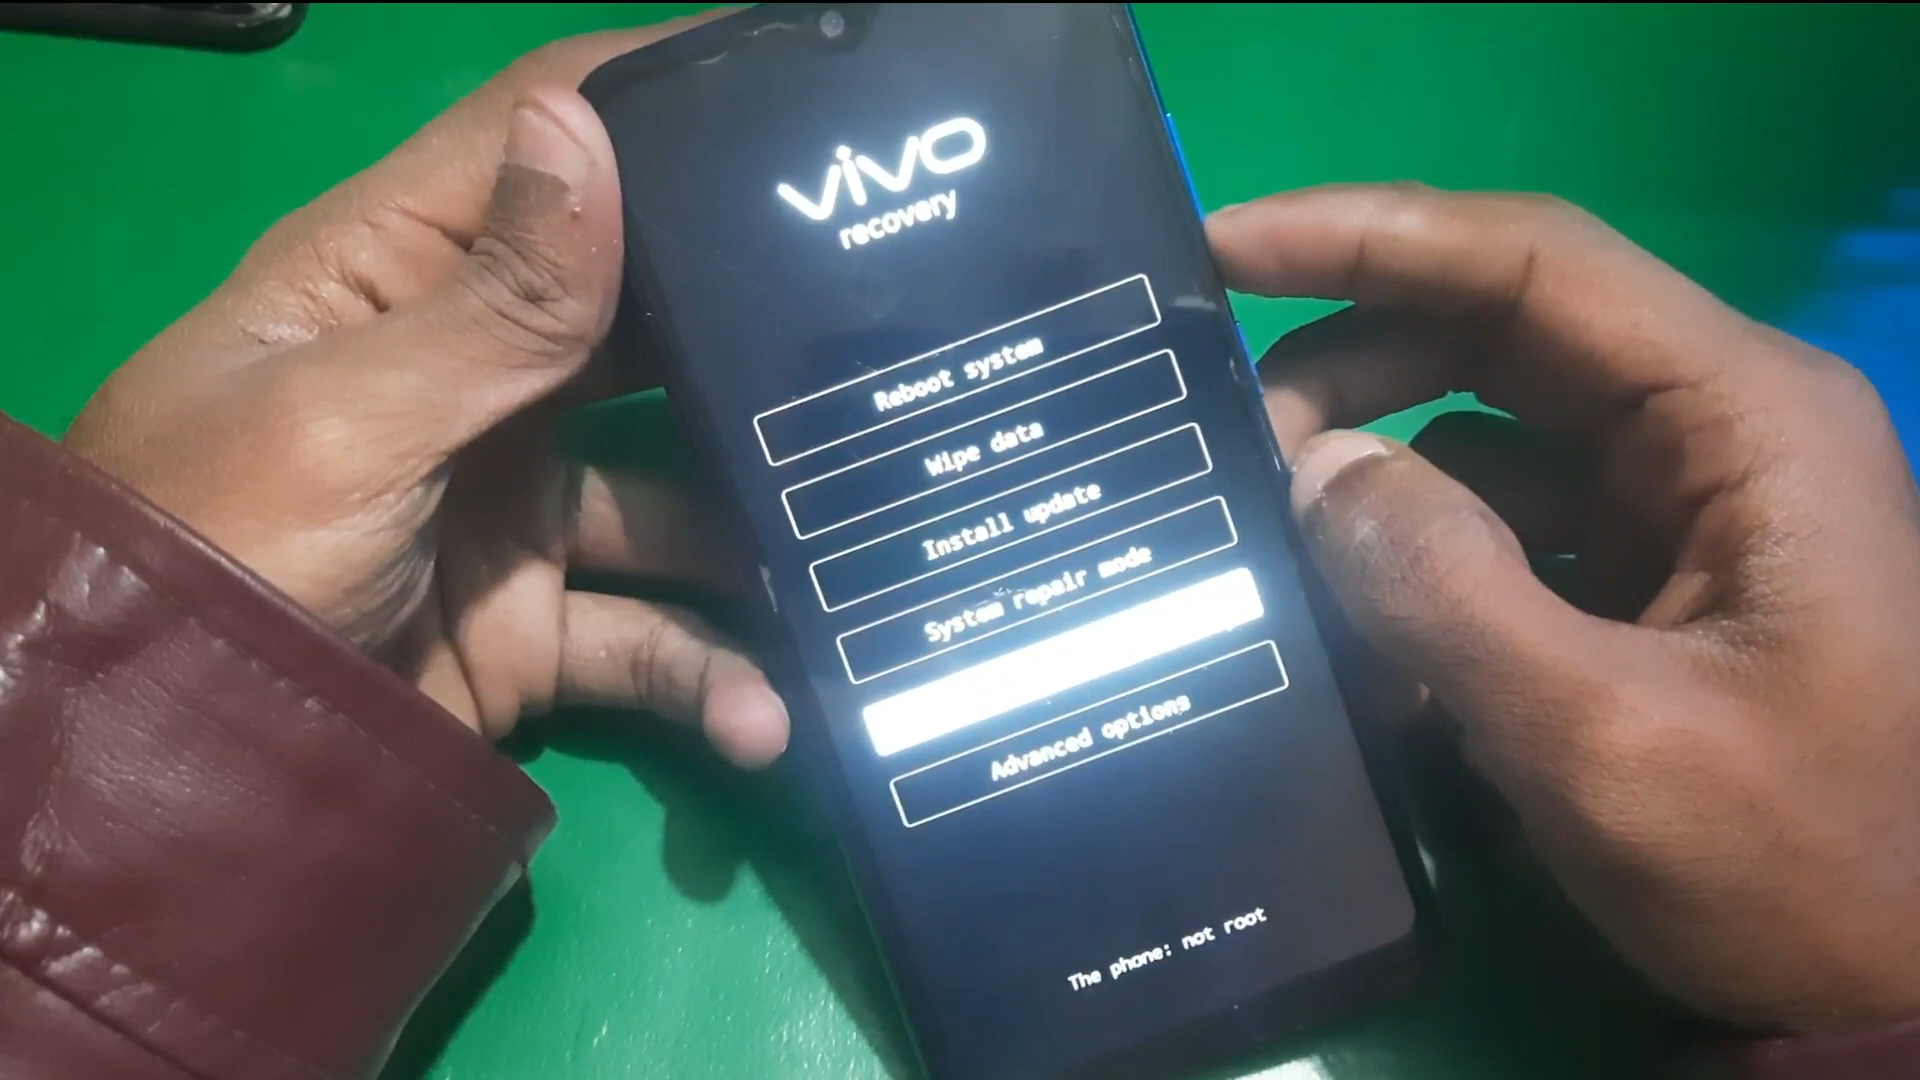 vivo
recovery
Reboot system
Wipe data
Install update
System repair mode
Advanced options
The phone: not root